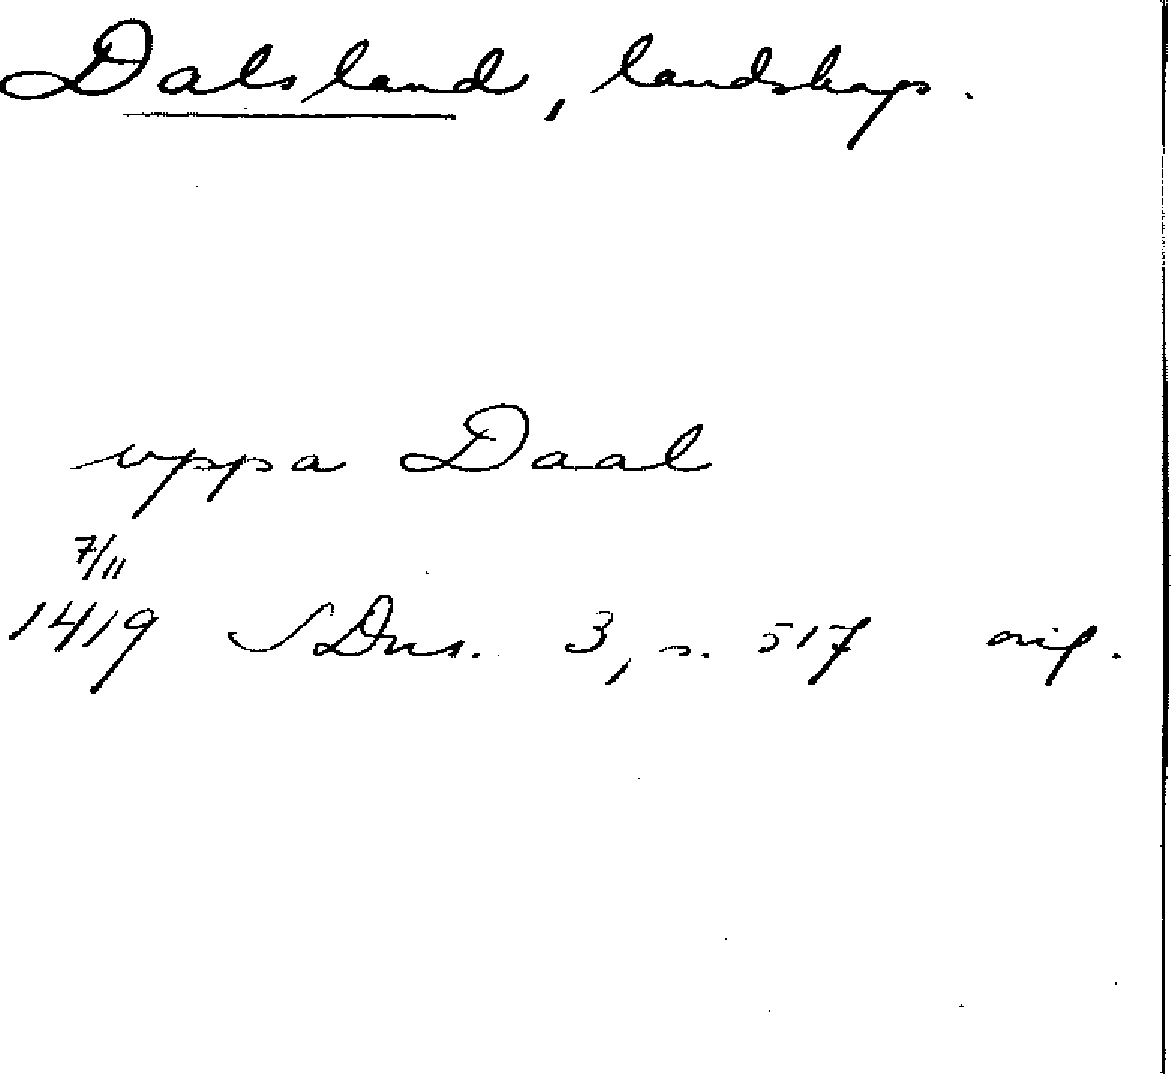 Dalsland, landskap.
uppa Daal
7/11
1419 SDns. 3, s. 517 orig.